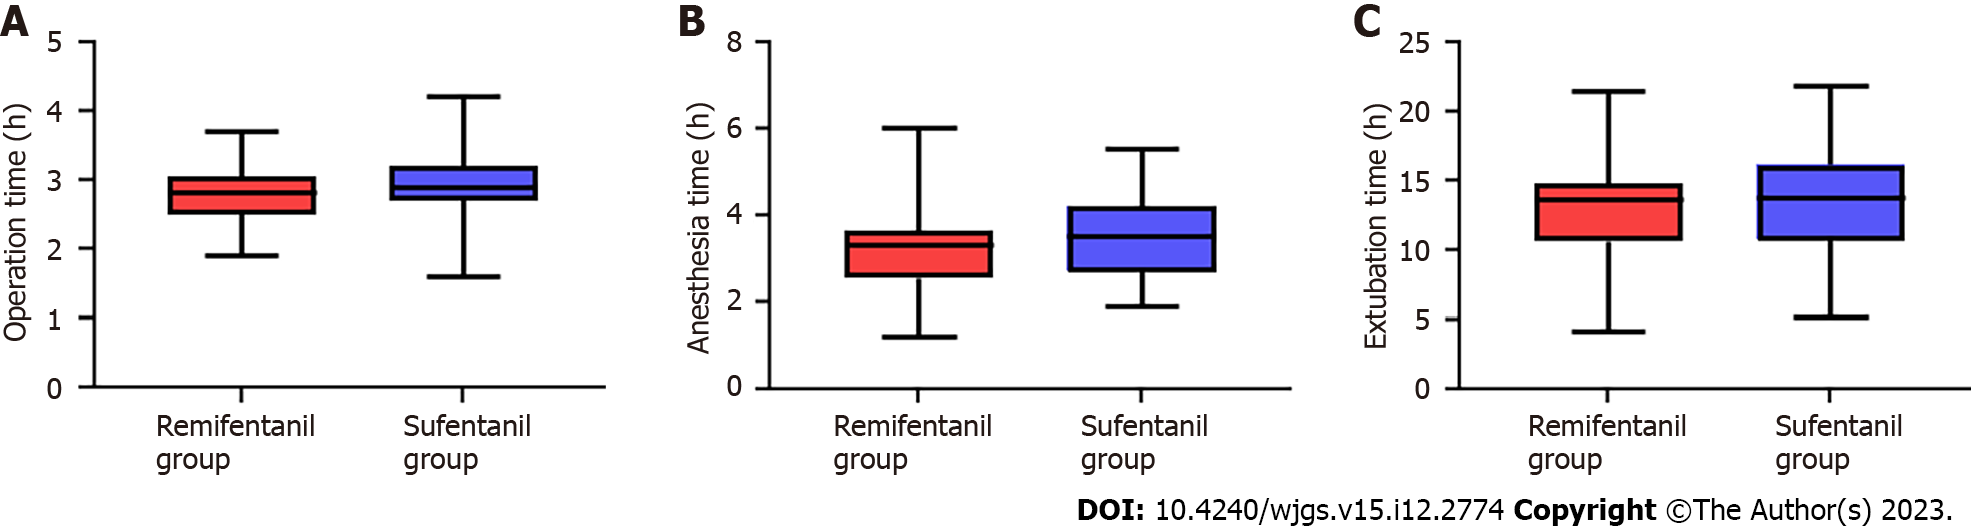 A
Operation time (h)
5
4
3
2
1
0
Remifentanil
group
Sufentanil
group
B
Anesthesia time (h)
8
6
4
2
0
Remifentanil
group
Sufentanil
group
C
Extubation time (h)
25
20
15
10
5
0
Remifentanil
group
Sufentanil
group
DOI: 10.4240/wjgs.v15.i12.2774 Copyright ©The Author(s) 2023.